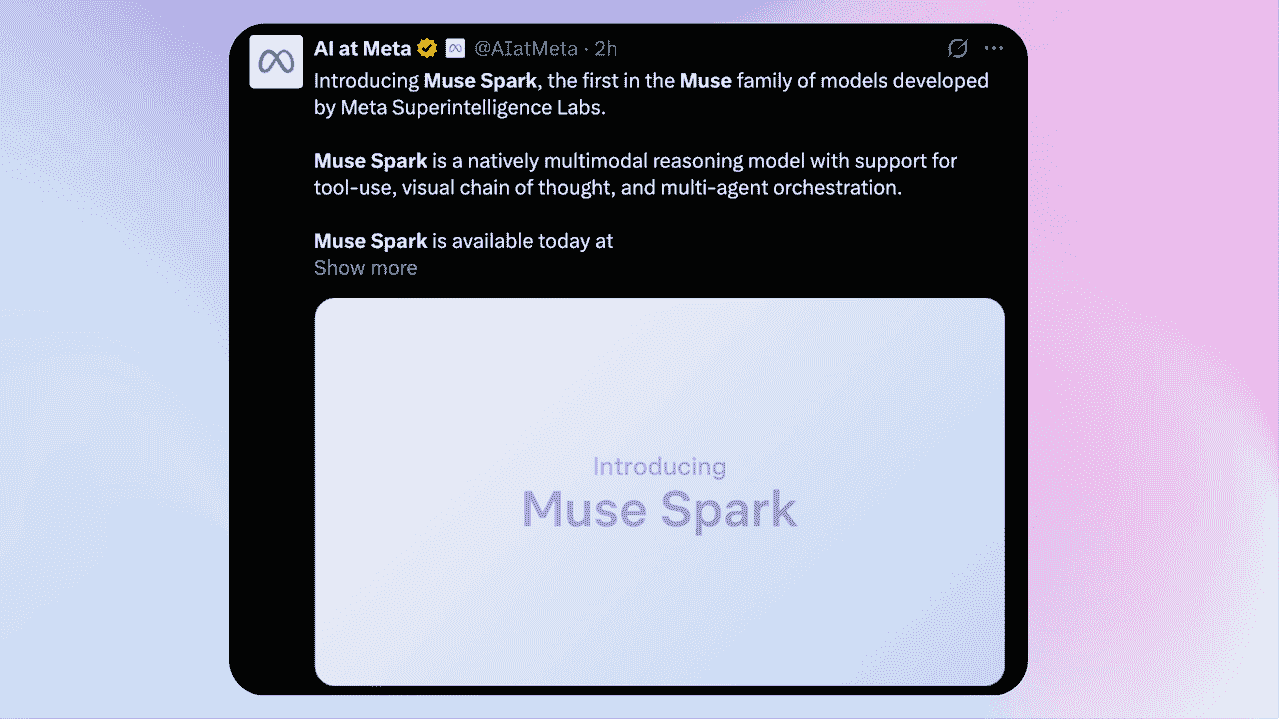 AI at Meta @AIatMeta · 2h
Introducing Muse Spark, the first in the Muse family of models developed
by Meta Superintelligence Labs.
Muse Spark is a natively multimodal reasoning model with support for
tool-use, visual chain of thought, and multi-agent orchestration.
Muse Spark is available today at
Show more
Introducing
Muse Spark